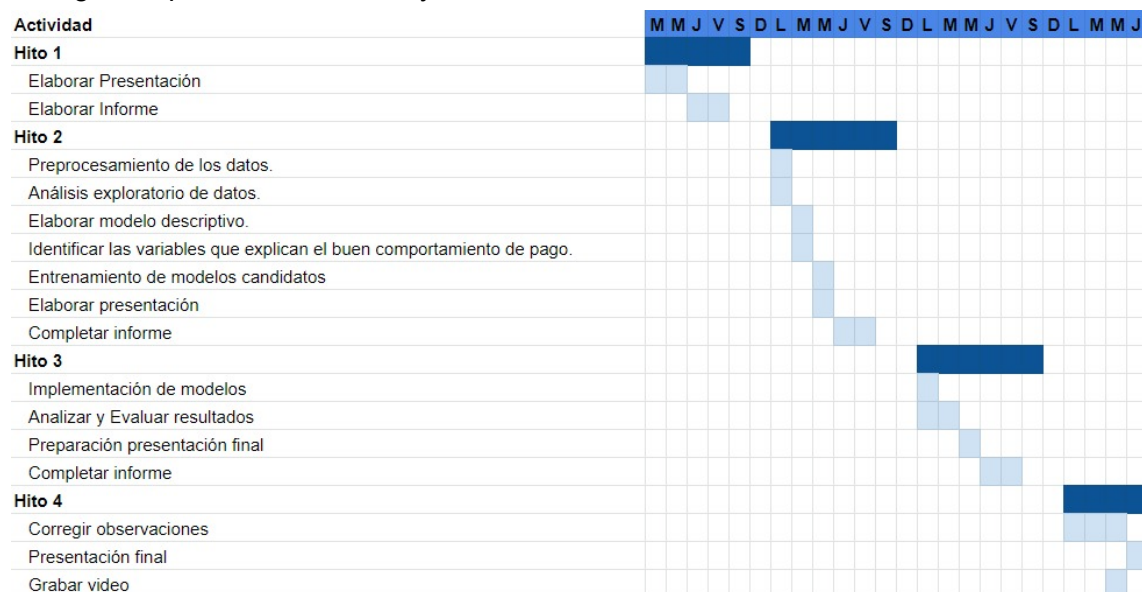 Actividad M M J V S D L M M J V S D L M M J V S D L M M J
Hito 1
Elaborar Presentación
Elaborar Informe
Hito 2
Preprocesamiento de los datos.
Análisis exploratorio de datos.
Elaborar modelo descriptivo.
Identificar las variables que explican el buen comportamiento de pago.
Entrenamiento de modelos candidatos
Elaborar presentación
Completar informe
Hito 3
Implementación de modelos
Analizar y Evaluar resultados
Preparación presentación final
Completar informe
Hito 4
Corregir observaciones
Presentación final
Grabar video